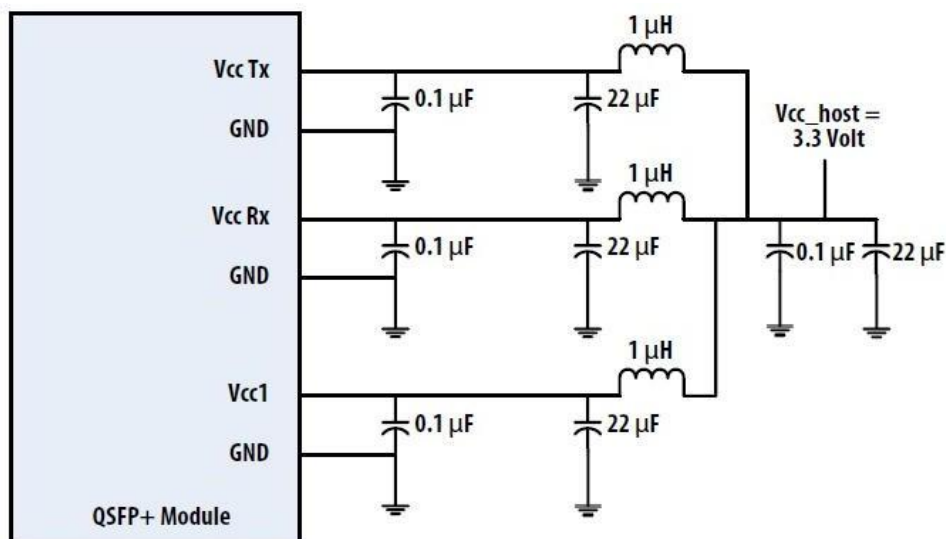 1 µH
Vcc Tx
0.1 µF
22 µF
Vcc_host =
3.3 Volt
GND
1 µH
Vcc Rx
0.1 µF
22 µF
0.1 µF
22 µF
GND
1 µH
Vcc1
0.1 µF
22 µF
GND
QSFP+ Module